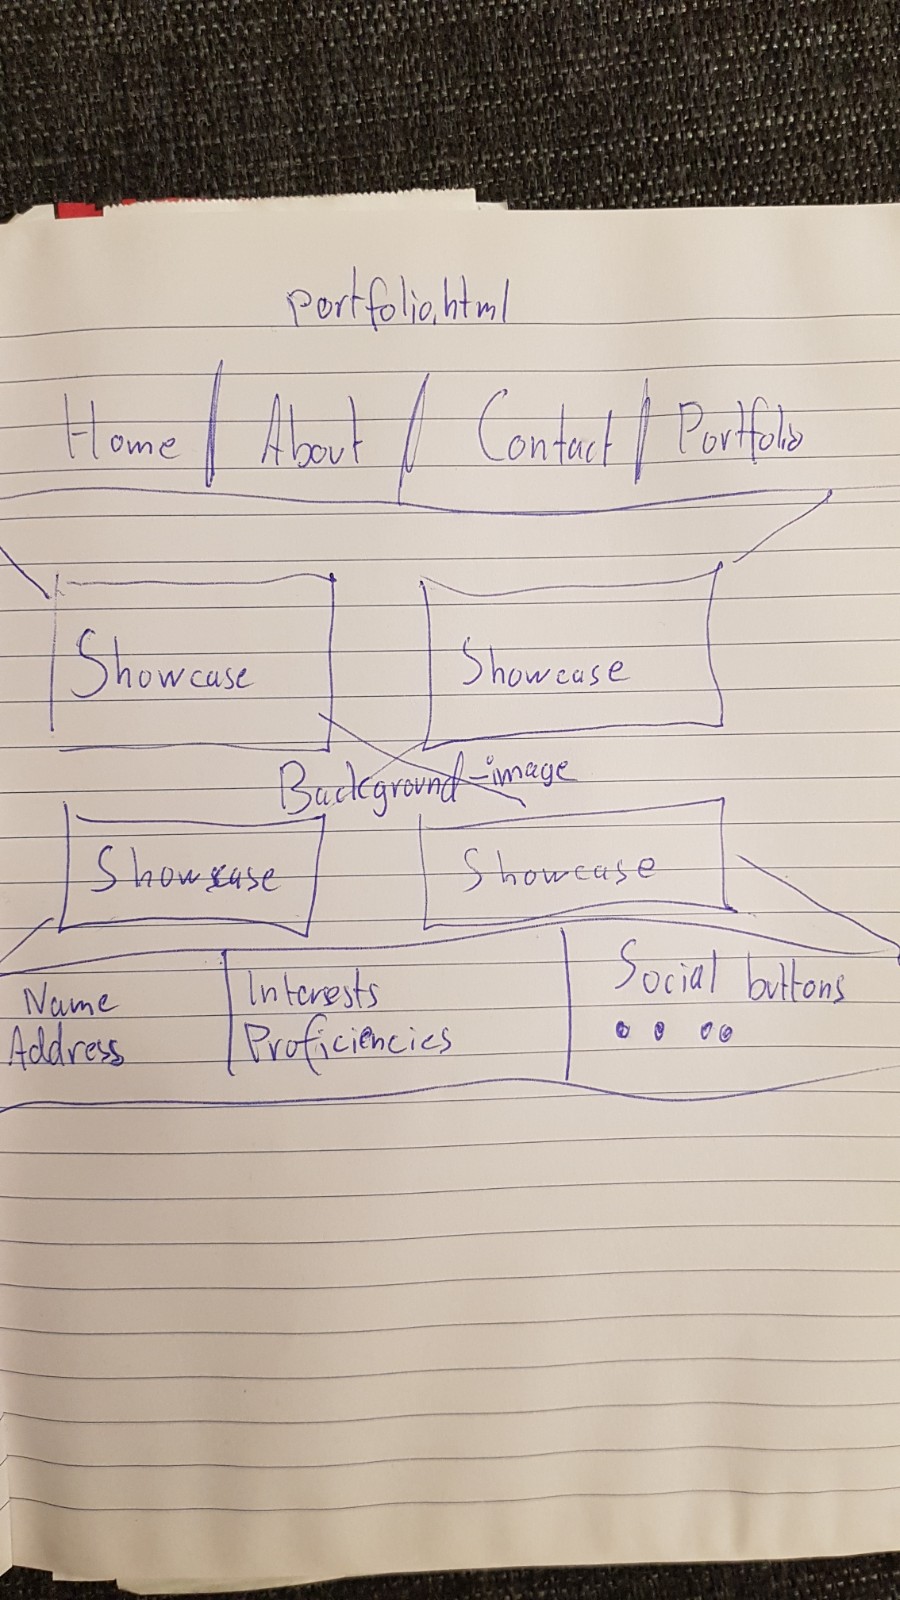 portfolio.html
Home / About / Contact / Portfolio
Showcase Showcase
Background-image
Showcase Showcase
Name Interests Social buttons
Address Proficiencies